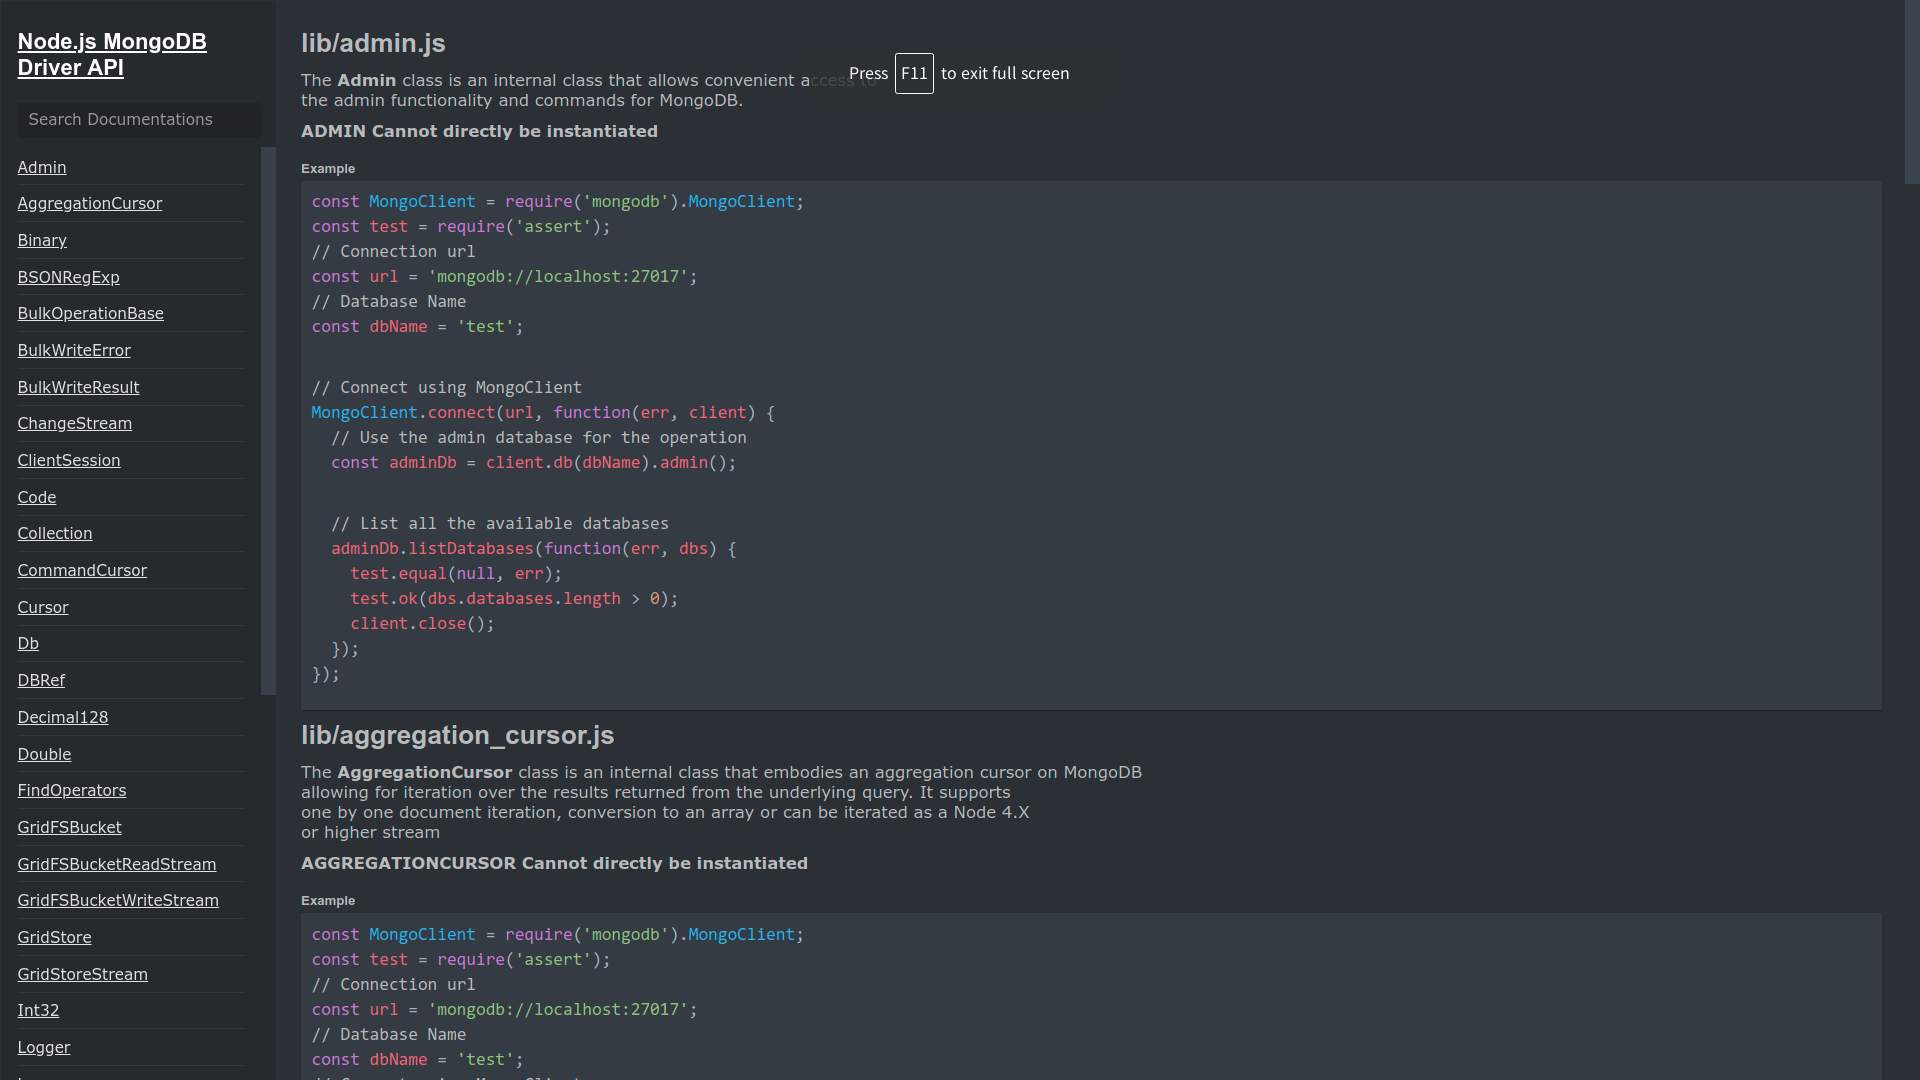 Node.js MongoDB
Driver API
Search Documentations
Admin
AggregationCursor
Binary
BSONRegExp
BulkOperationBase
BulkWriteError
BulkWriteResult
ChangeStream
ClientSession
Code
Collection
CommandCursor
Cursor
Db
DBRef
Decimal128
Double
FindOperators
GridFSBucket
GridFSBucketReadStream
GridFSBucketWriteStream
GridStore
GridStoreStream
Int32
Logger
lib/admin.js
The Admin class is an internal class that allows convenient access to
the admin functionality and commands for MongoDB.
Press F11 to exit full screen
ADMIN Cannot directly be instantiated
Example
const MongoClient = require('mongodb').MongoClient;
const test = require('assert');
// Connection url
const url = 'mongodb://localhost:27017';
// Database Name
const dbName = 'test';
// Connect using MongoClient
MongoClient.connect(url, function(err, client) {
  // Use the admin database for the operation
  const adminDb = client.db(dbName).admin();
  // List all the available databases
  adminDb.listDatabases(function(err, dbs) {
    test.equal(null, err);
    test.ok(dbs.databases.length > 0);
    client.close();
  });
});
lib/aggregation_cursor.js
The AggregationCursor class is an internal class that embodies an aggregation cursor on MongoDB
allowing for iteration over the results returned from the underlying query. It supports
one by one document iteration, conversion to an array or can be iterated as a Node 4.X
or higher stream
AGGREGATIONCURSOR Cannot directly be instantiated
Example
const MongoClient = require('mongodb').MongoClient;
const test = require('assert');
// Connection url
const url = 'mongodb://localhost:27017';
// Database Name
const dbName = 'test';